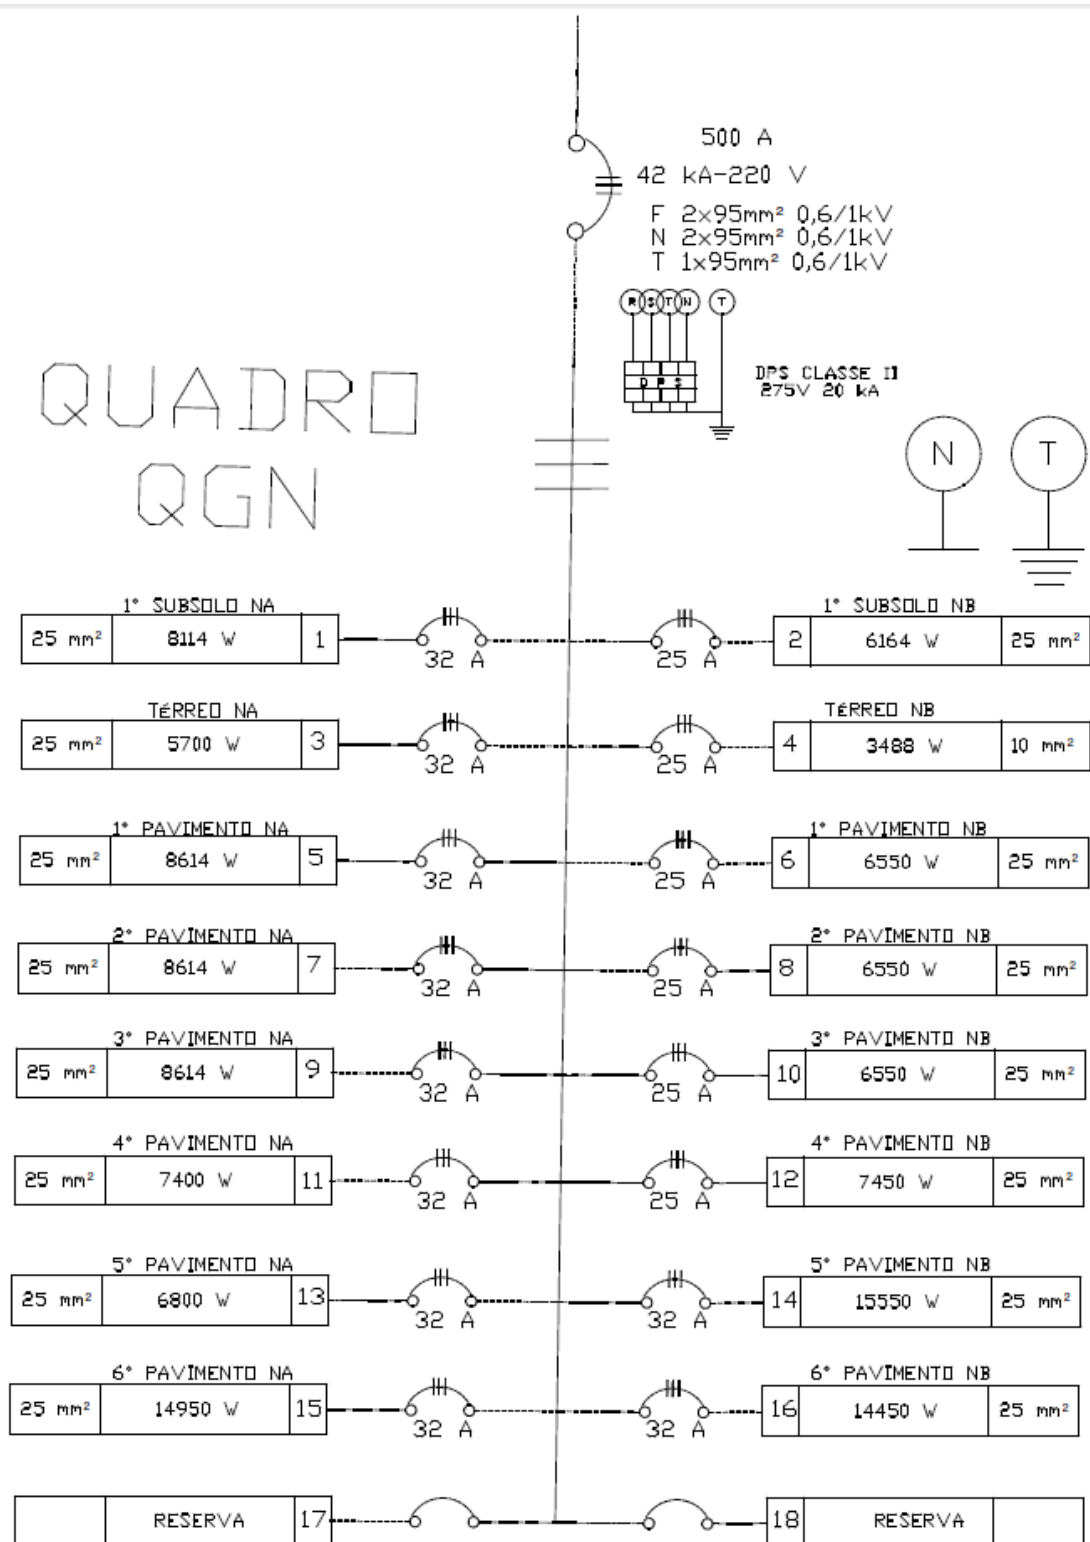 500 A
42 kA-220 V
F 2x95mm² 0,6/1kV
N 2x95mm² 0,6/1kV
T 1x95mm² 0,6/1kV
R S T N T
DPS
DPS CLASSE II
275V 20 kA
QUADRO
QGN
N T
1° SUBSOLO NA 1° SUBSOLO NB
25 mm² 8114 W 1 32 A 25 A 2 6164 W 25 mm²
TÉRREO NA TÉRREO NB
25 mm² 5700 W 3 32 A 25 A 4 3488 W 10 mm²
1° PAVIMENTO NA 1° PAVIMENTO NB
25 mm² 8614 W 5 32 A 25 A 6 6550 W 25 mm²
2° PAVIMENTO NA 2° PAVIMENTO NB
25 mm² 8614 W 7 32 A 25 A 8 6550 W 25 mm²
3° PAVIMENTO NA 3° PAVIMENTO NB
25 mm² 8614 W 9 32 A 25 A 10 6550 W 25 mm²
4° PAVIMENTO NA 4° PAVIMENTO NB
25 mm² 7400 W 11 32 A 25 A 12 7450 W 25 mm²
5° PAVIMENTO NA 5° PAVIMENTO NB
25 mm² 6800 W 13 32 A 32 A 14 15550 W 25 mm²
6° PAVIMENTO NA 6° PAVIMENTO NB
25 mm² 14950 W 15 32 A 32 A 16 14450 W 25 mm²
RESERVA 17 18 RESERVA